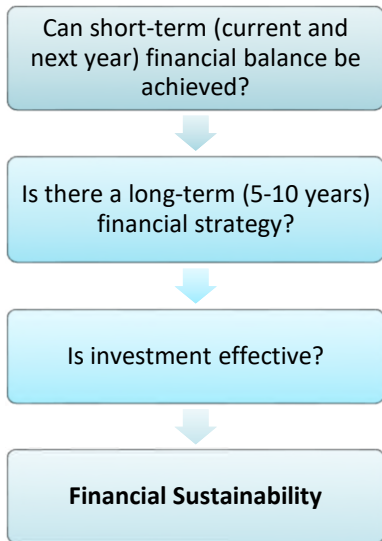 Can short-term (current and
next year) financial balance be
achieved?
Is there a long-term (5-10 years)
financial strategy?
Is investment effective?
Financial Sustainability